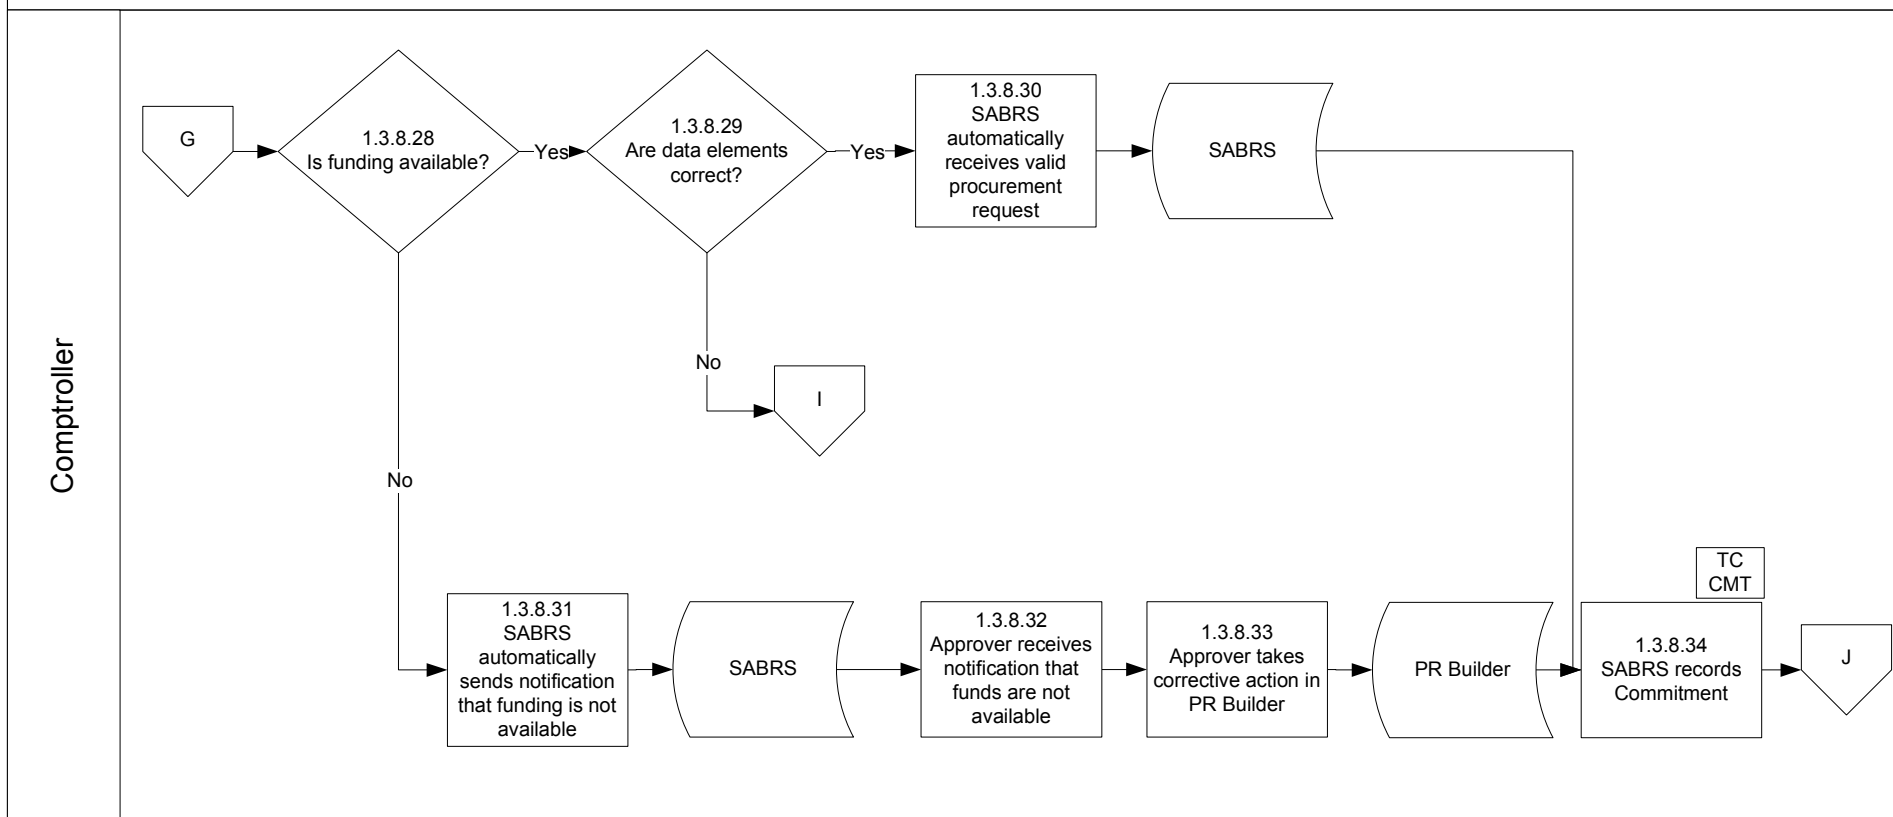 Comptroller
G
1.3.8.28
Is funding available?
Yes
1.3.8.29
Are data elements
correct?
Yes
1.3.8.30
SABRS
automatically
receives valid
procurement
request
SABRS
No
I
No
1.3.8.31
SABRS
automatically
sends notification
that funding is not
available
SABRS
1.3.8.32
Approver receives
notification that
funds are not
available
1.3.8.33
Approver takes
corrective action in
PR Builder
PR Builder
TC
CMT
1.3.8.34
SABRS records
Commitment
J